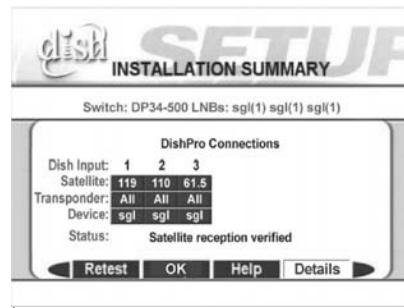 dish SETUP
INSTALLATION SUMMARY
Switch: DP34-500 LNBs: sgl(1) sgl(1) sgl(1)
DishPro Connections
Dish Input: 1 2 3
Satellite: 119 110 61.5
Transponder: All All All
Device: sgl sgl sgl
Status: Satellite reception verified
Retest OK Help Details